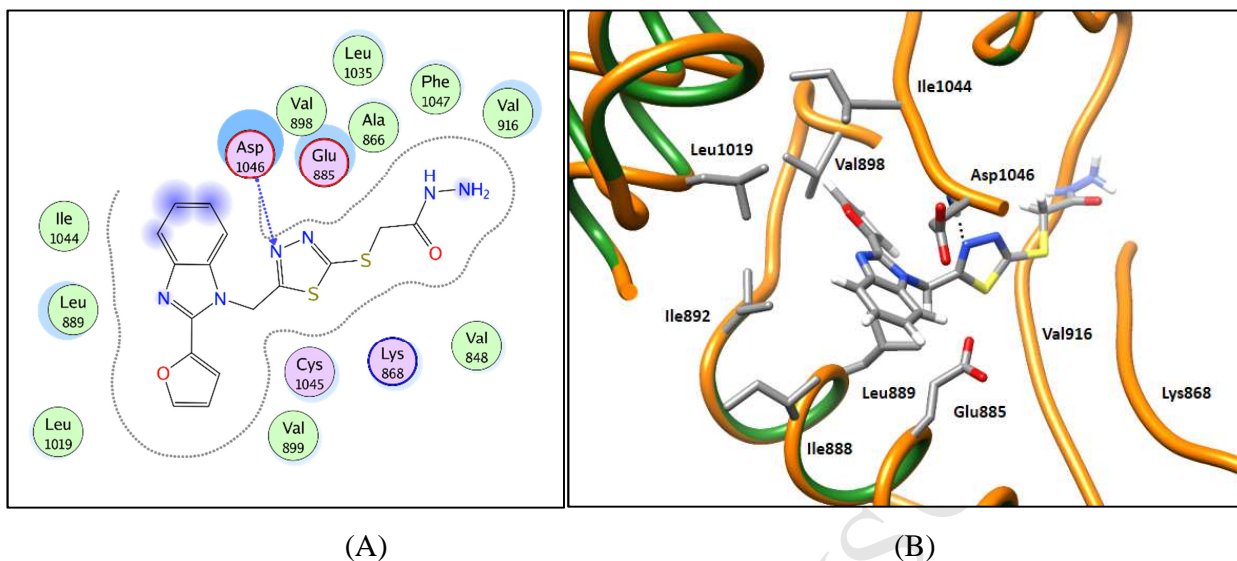 Leu
1035
Phe
1047
Val
898
Val
916
Ala
866
Asp
1046
Glu
885
H
N
NH₂
Ile
1044
N
N
O
S
S
Leu
889
N
N
Cys
1045
Lys
868
Val
848
O
Leu
1019
Val
899
(A)
Ile1044
Leu1019
Val898
Asp1046
Ile892
Val916
Leu889
Lys868
Glu885
Ile888
(B)